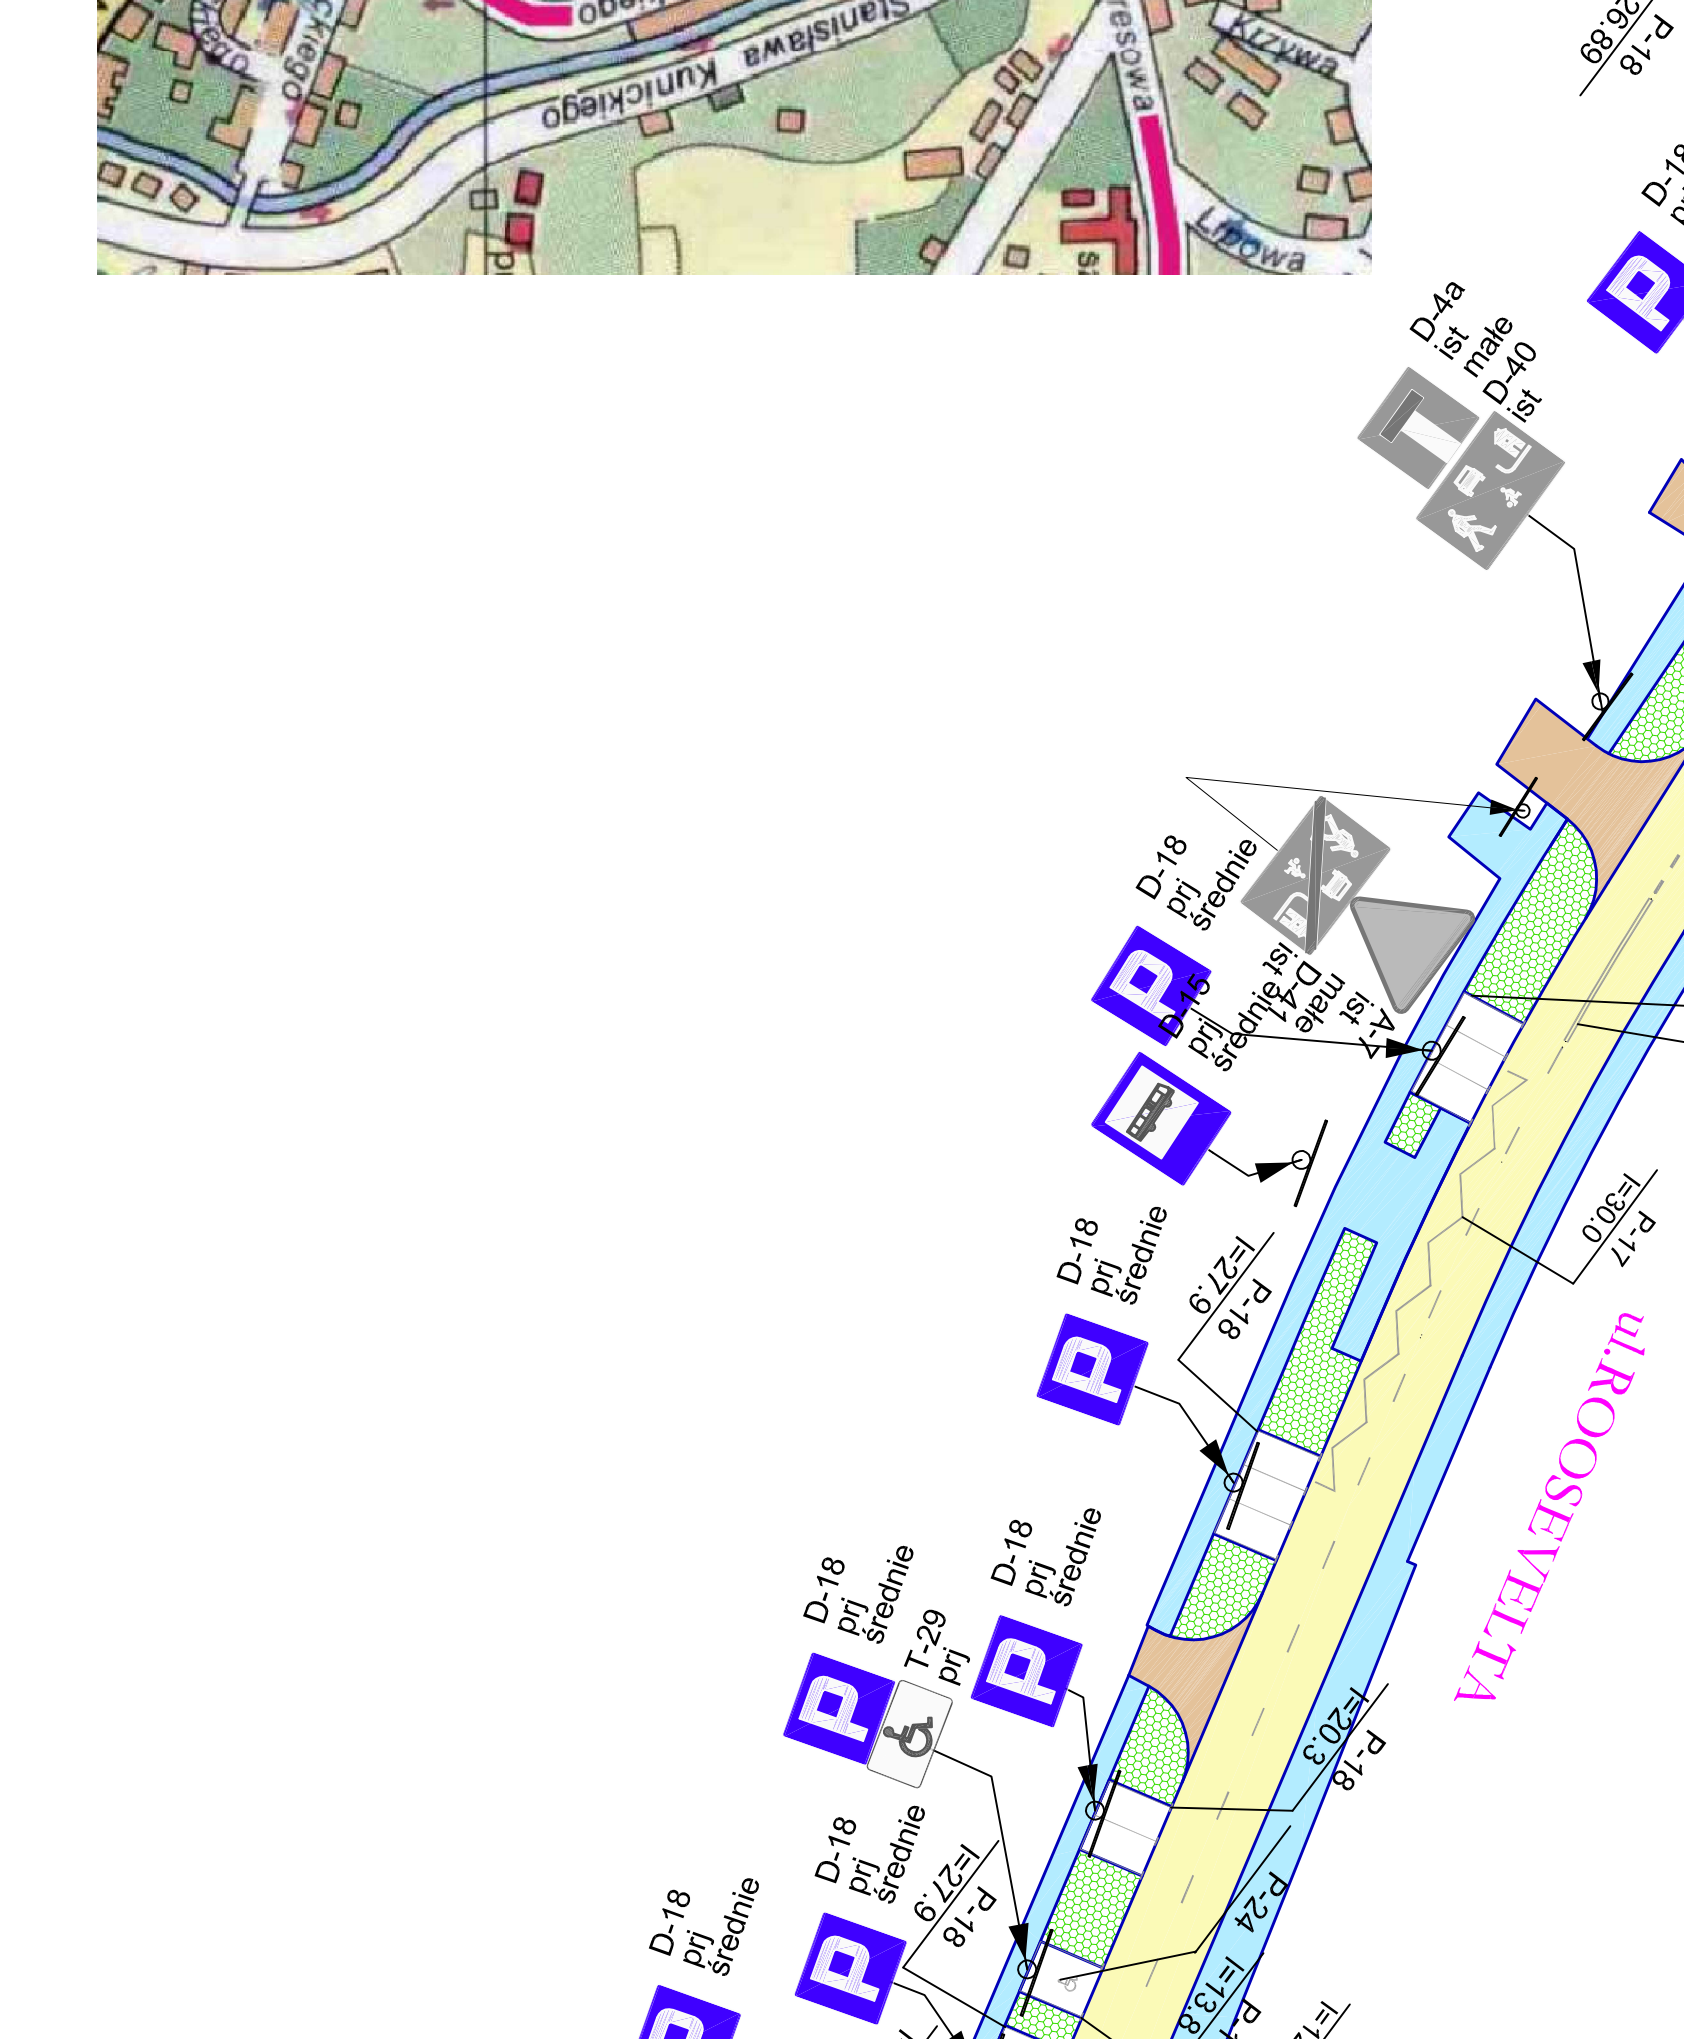 Stanisława
Kunickiego
Krzywa
Lipowa
resowa
ckiego
iego
26.89
P-18
D-18
D-4a
ist
małe
D-40
ist
D-18
prj
średnie
ist
D-41
małe
ist
A-7
D-15
prj
średnie
l=30.0
P-17
D-18
prj
średnie
l=27.9
P-18
ul.ROOSEVELTA
D-18
prj
średnie
D-18
prj
średnie
T-29
prj
l=20.3
P-18
D-18
prj
średnie
l=27.9
P-18
P-24
l=13.8
D-18
prj
średnie